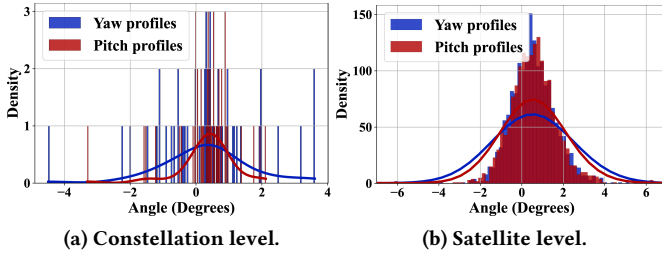 3
2
1
0
Density
Yaw profiles
Pitch profiles
−4 −2 0 2 4
Angle (Degrees)
(a) Constellation level.
150
100
50
0
Density
Yaw profiles
Pitch profiles
−6 −4 −2 0 2 4 6
Angle (Degrees)
(b) Satellite level.